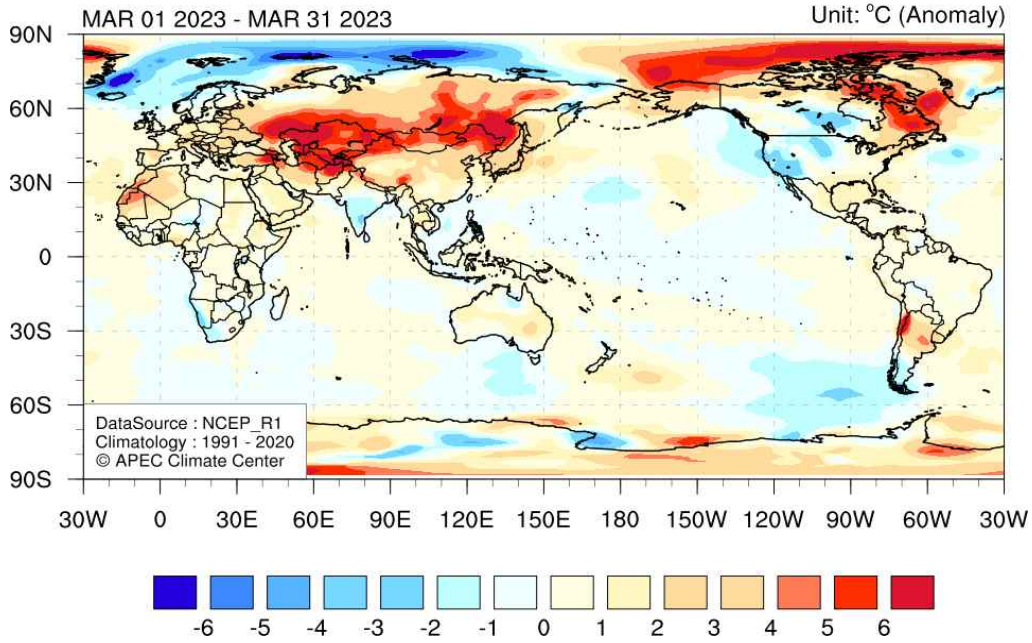 MAR 01 2023 - MAR 31 2023
Unit: °C (Anomaly)
90N
60N
30N
0
30S
60S
90S
DataSource : NCEP_R1
Climatology : 1991 - 2020
© APEC Climate Center
30W 0 30E 60E 90E 120E 150E 180 150W 120W 90W 60W 30W
-6 -5 -4 -3 -2 -1 0 1 2 3 4 5 6